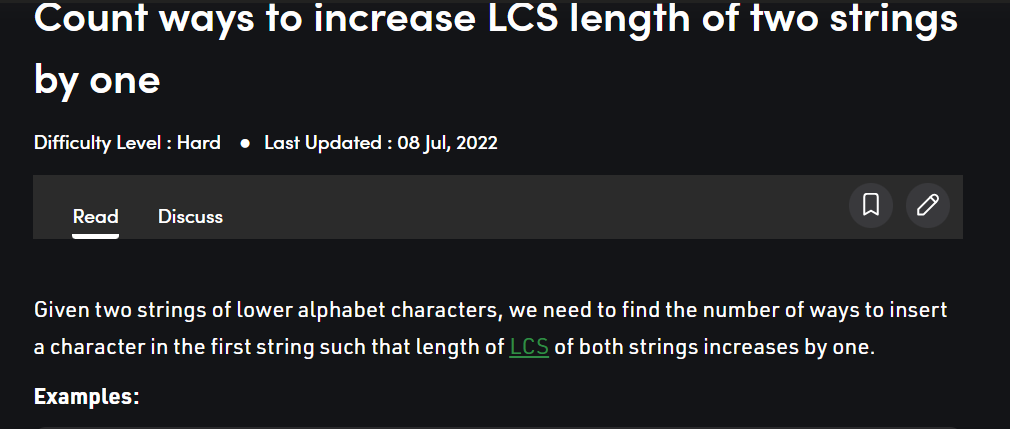 Count ways to increase LCS length of two strings
by one
Difficulty Level : Hard ● Last Updated : 08 Jul, 2022
Read Discuss
Given two strings of lower alphabet characters, we need to find the number of ways to insert
a character in the first string such that length of LCS of both strings increases by one.
Examples: